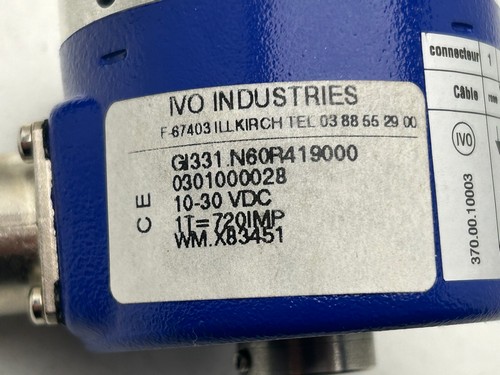 IVO INDUSTRIES
F-67403 ILLKIRCH TEL 03 88 55 29 00
GI331.N60R419000
0301000028
10-30 VDC
1T=720IMP
WM.X83451
CE
connecteur 1
Câble
IVO
370.00.10003